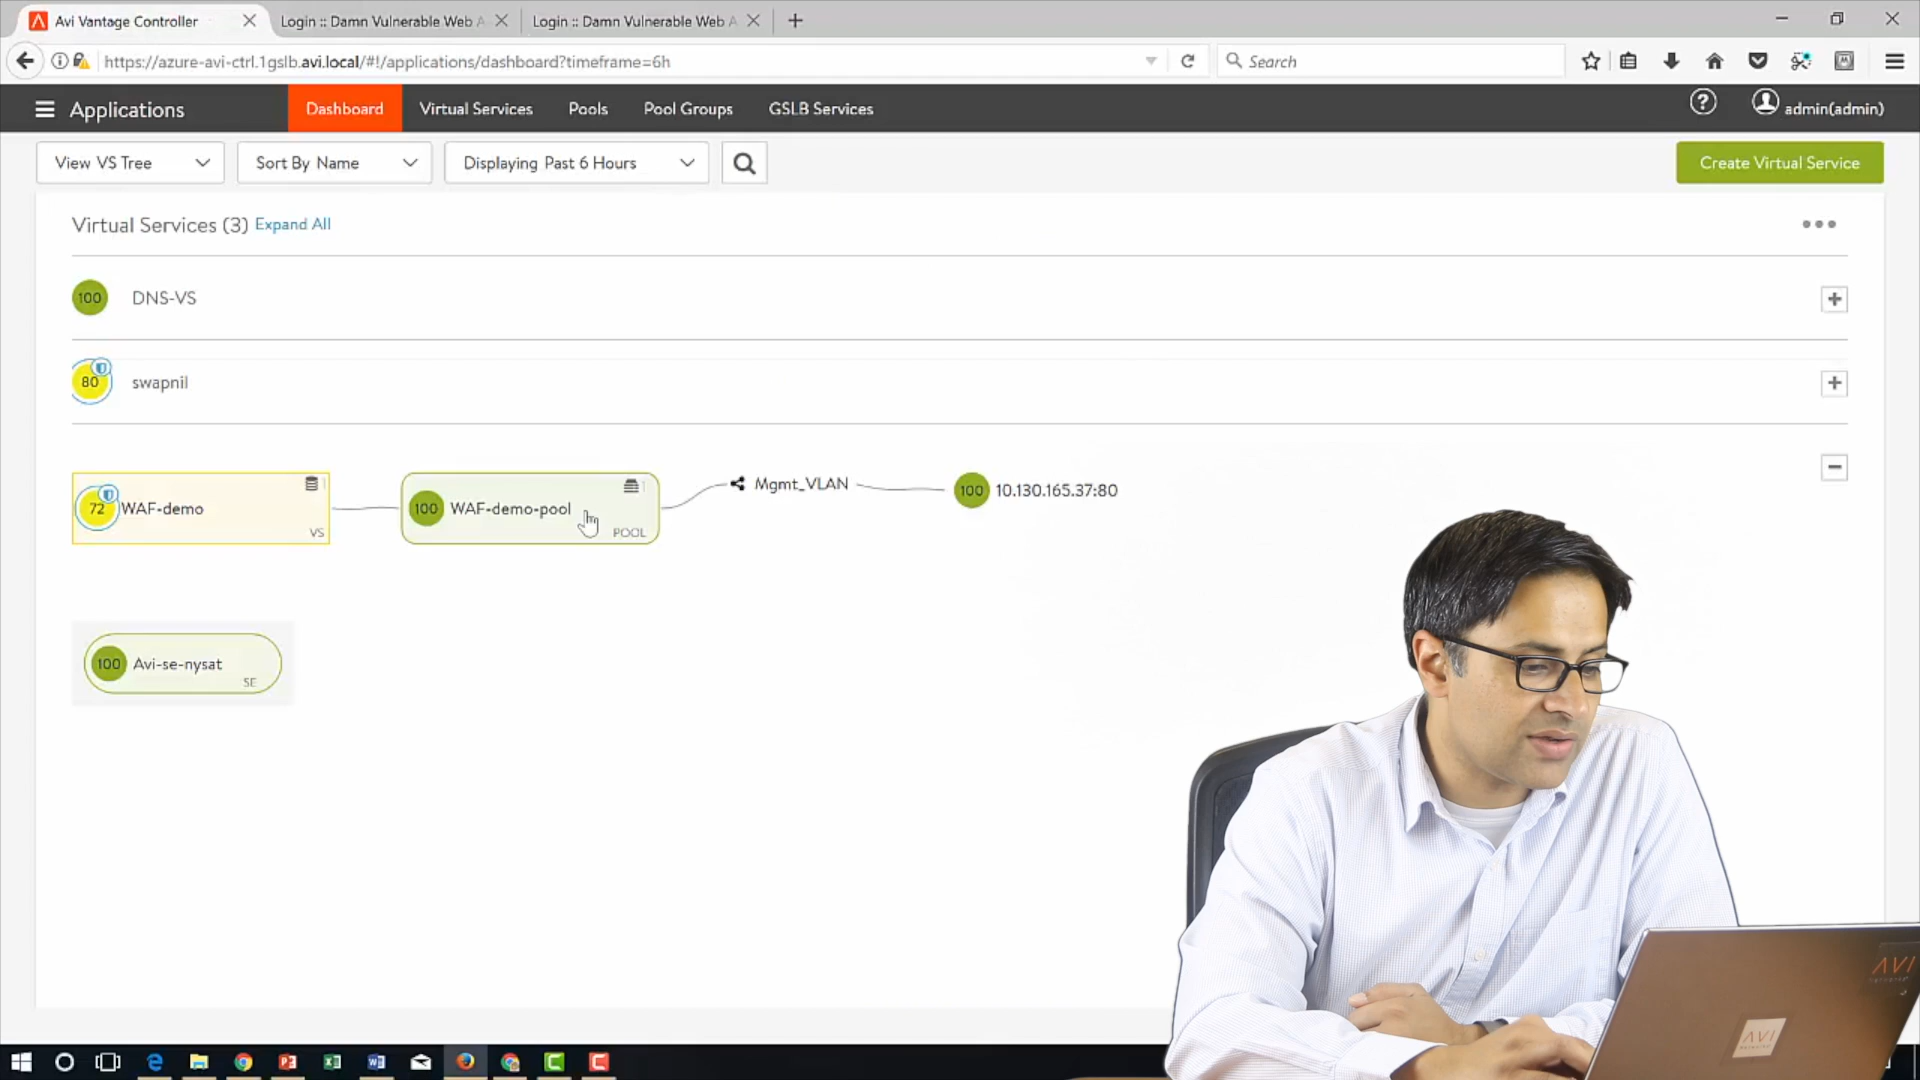 Avi Vantage Controller
Login :: Damn Vulnerable Web A
Login :: Damn Vulnerable Web A
https://azure-avi-ctrl.1gslb.avi.local/#!/applications/dashboard?timeframe=6h
Search
Applications
Dashboard
Virtual Services
Pools
Pool Groups
GSLB Services
admin(admin)
View VS Tree
Sort By Name
Displaying Past 6 Hours
Create Virtual Service
Virtual Services (3) Expand All
100 DNS-VS
80 swapnil
72 WAF-demo
1
VS
100 WAF-demo-pool
1
POOL
Mgmt_VLAN
100 10.130.165.37:80
100 Avi-se-nysat
SE
AVI
AVI